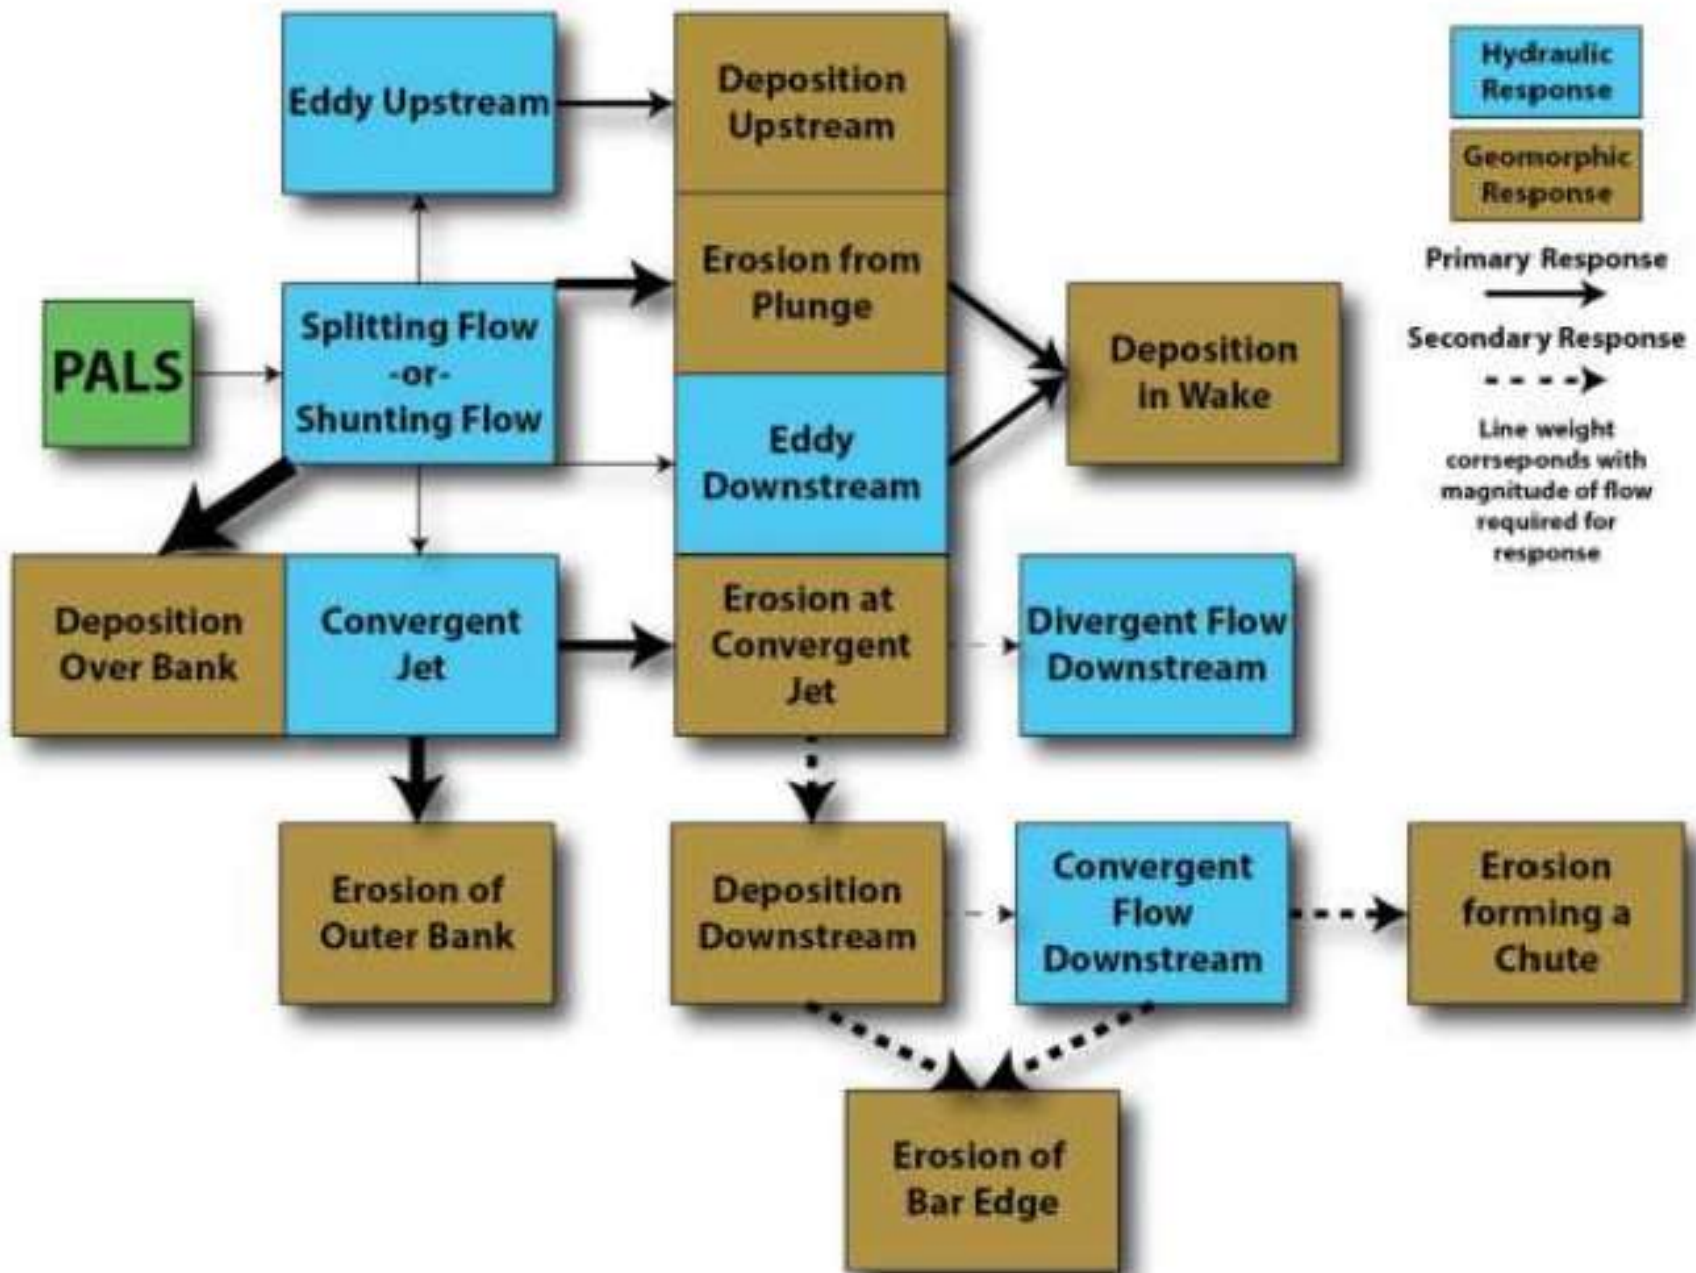 Eddy Upstream
Deposition
Upstream
Hydraulic
Response
Geomorphic
Response
Primary Response
Secondary Response
Line weight
corrseponds with
magnitude of flow
required for
response
PALS
Splitting Flow
-or-
Shunting Flow
Erosion from
Plunge
Eddy
Downstream
Deposition
in Wake
Deposition
Over Bank
Convergent
Jet
Erosion at
Convergent
Jet
Divergent Flow
Downstream
Erosion of
Outer Bank
Deposition
Downstream
Convergent
Flow
Downstream
Erosion
forming a
Chute
Erosion of
Bar Edge